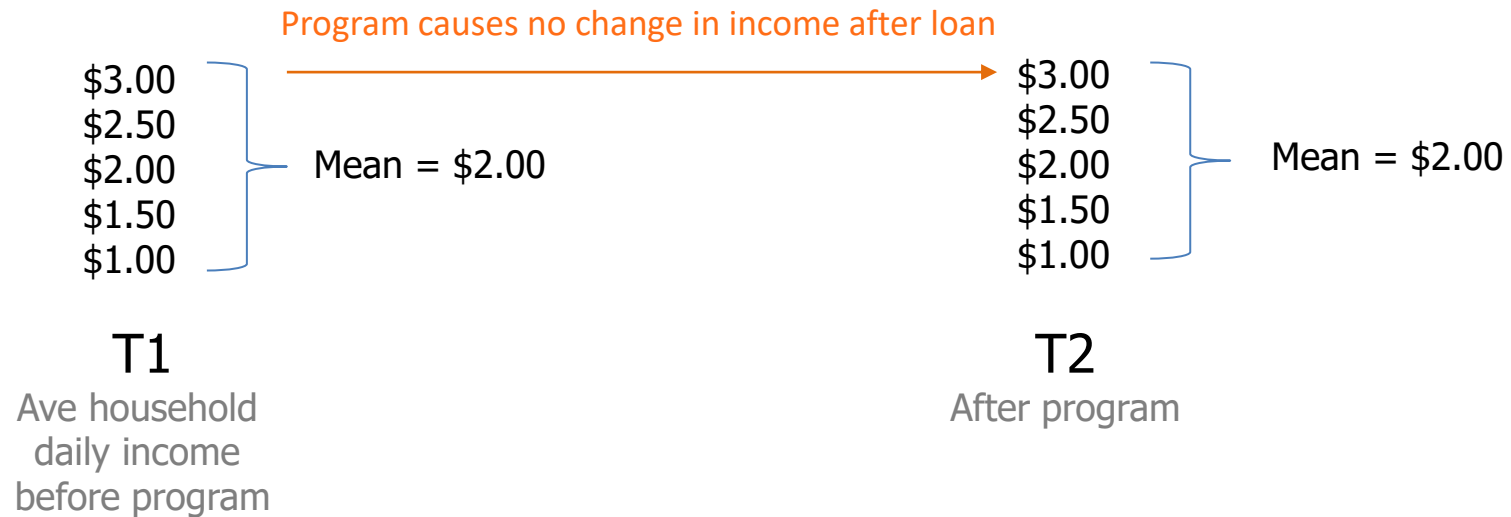 Program causes no change in income after loan
$3.00
$2.50
$2.00
$1.50
$1.00
Mean = $2.00
$3.00
$2.50
$2.00
$1.50
$1.00
Mean = $2.00
T1
Ave household
daily income
before program
T2
After program